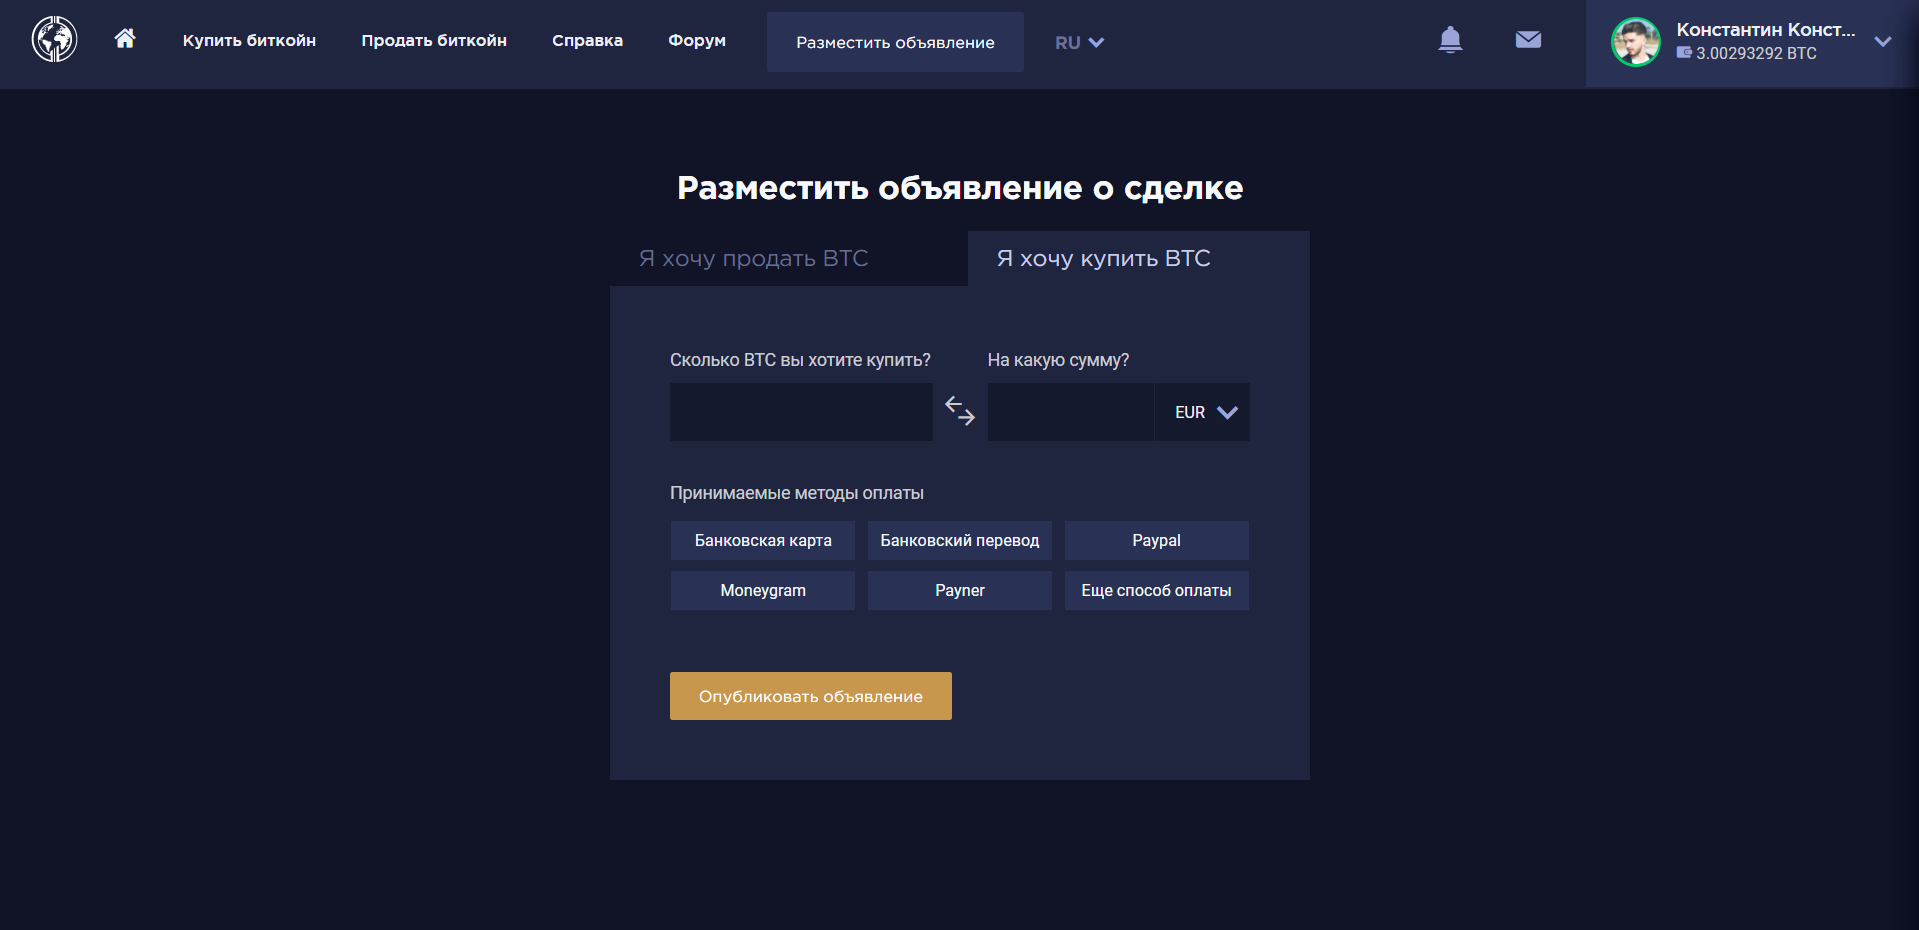 Купить биткойн
Продать биткойн
Справка
Форум
Разместить объявление
RU
Константин Конст...
3.00293292 BTC
Разместить объявление о сделке
Я хочу продать BTC
Я хочу купить BTC
Сколько BTC вы хотите купить?
На какую сумму?
EUR
Принимаемые методы оплаты
Банковская карта
Банковский перевод
Paypal
Moneygram
Payner
Еще способ оплаты
Опубликовать объявление